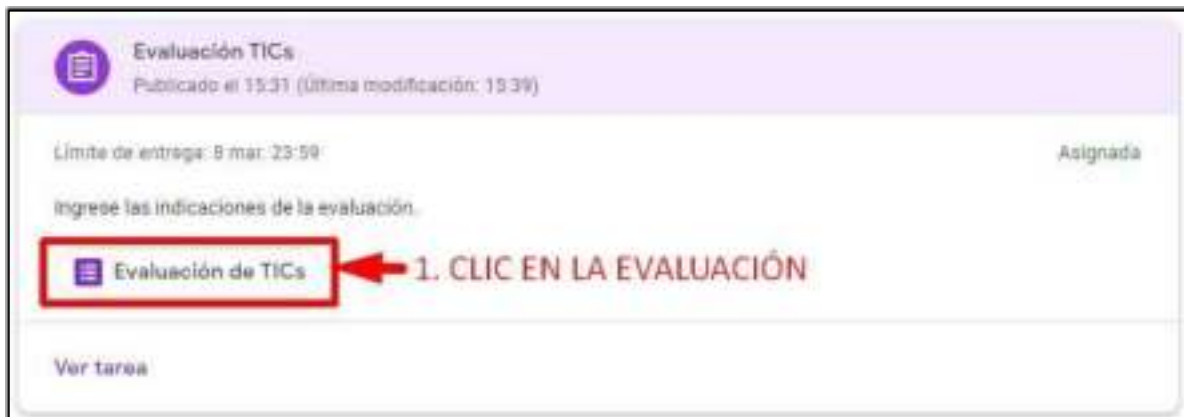 Evaluación TICs
Publicado el 15:31 (Última modificación: 15:39)
Límite de entrega: 8 mar. 23:59
Asignada
Ingrese las indicaciones de la evaluación.
Evaluación de TICs
1. CLIC EN LA EVALUACIÓN
Ver tarea